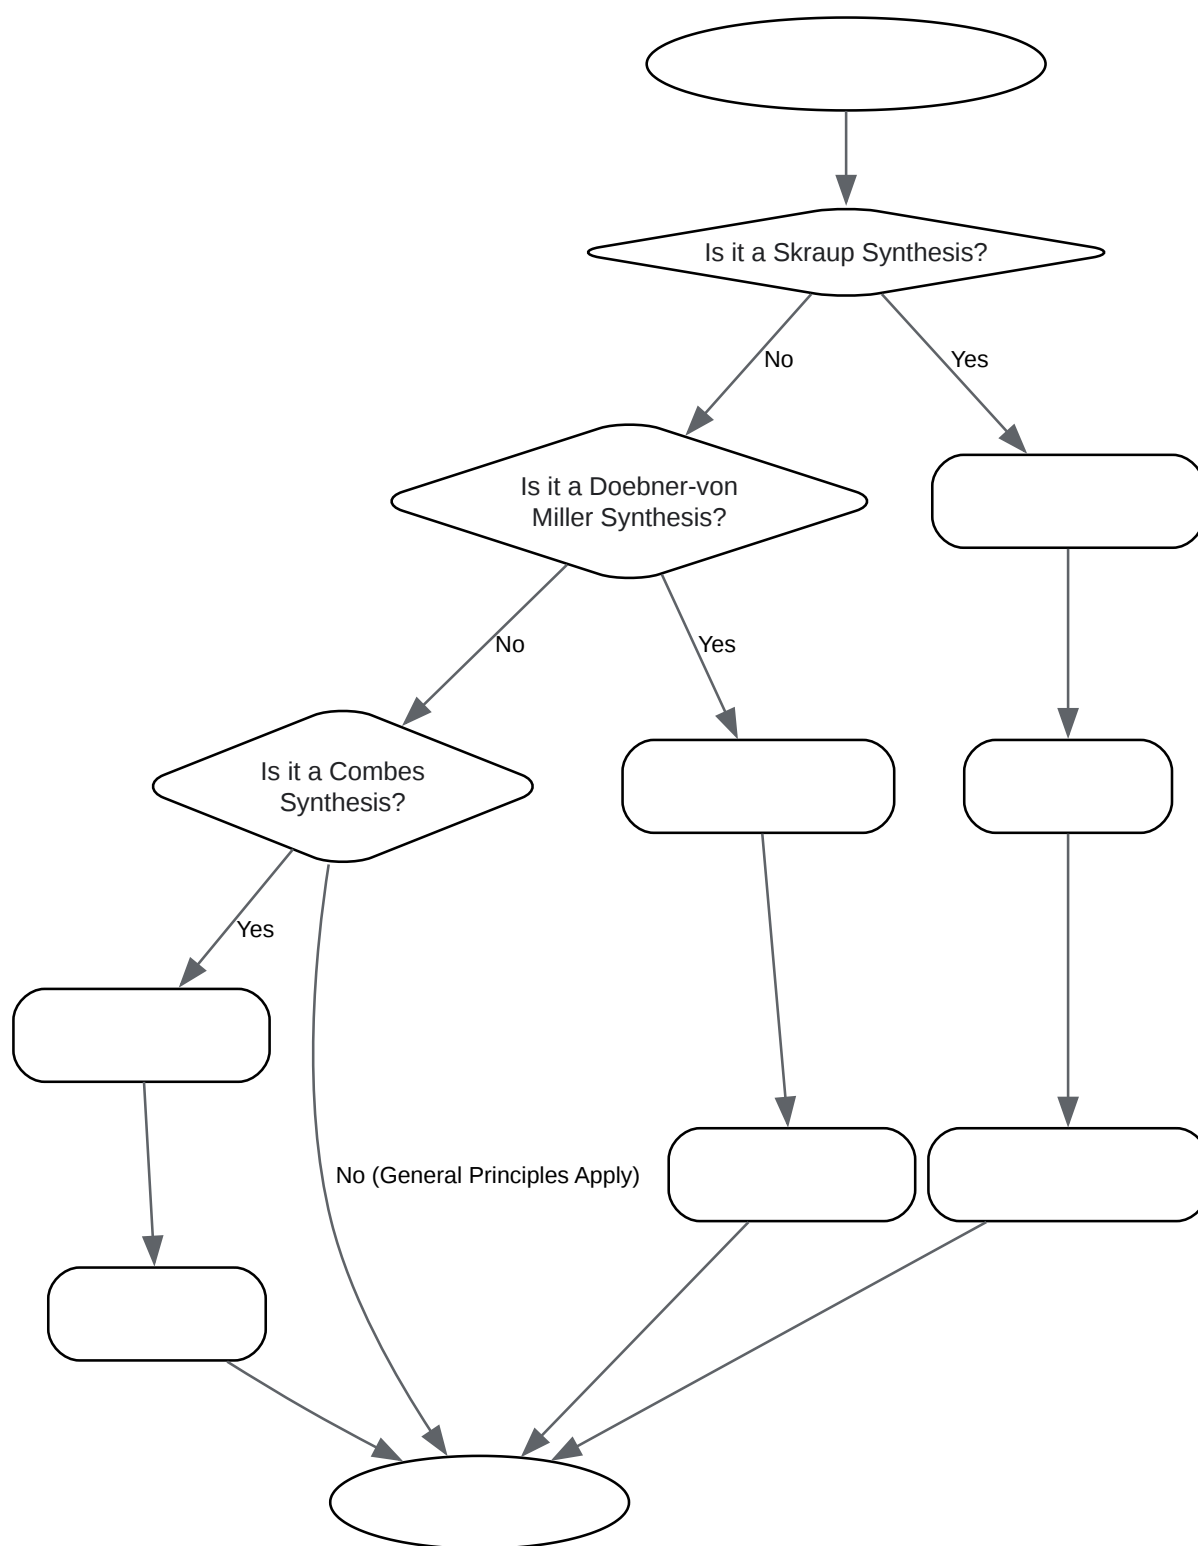 Is it a Skraup Synthesis?
No
Yes
Is it a Doebner-von
Miller Synthesis?
No
Yes
Is it a Combes
Synthesis?
Yes
No (General Principles Apply)